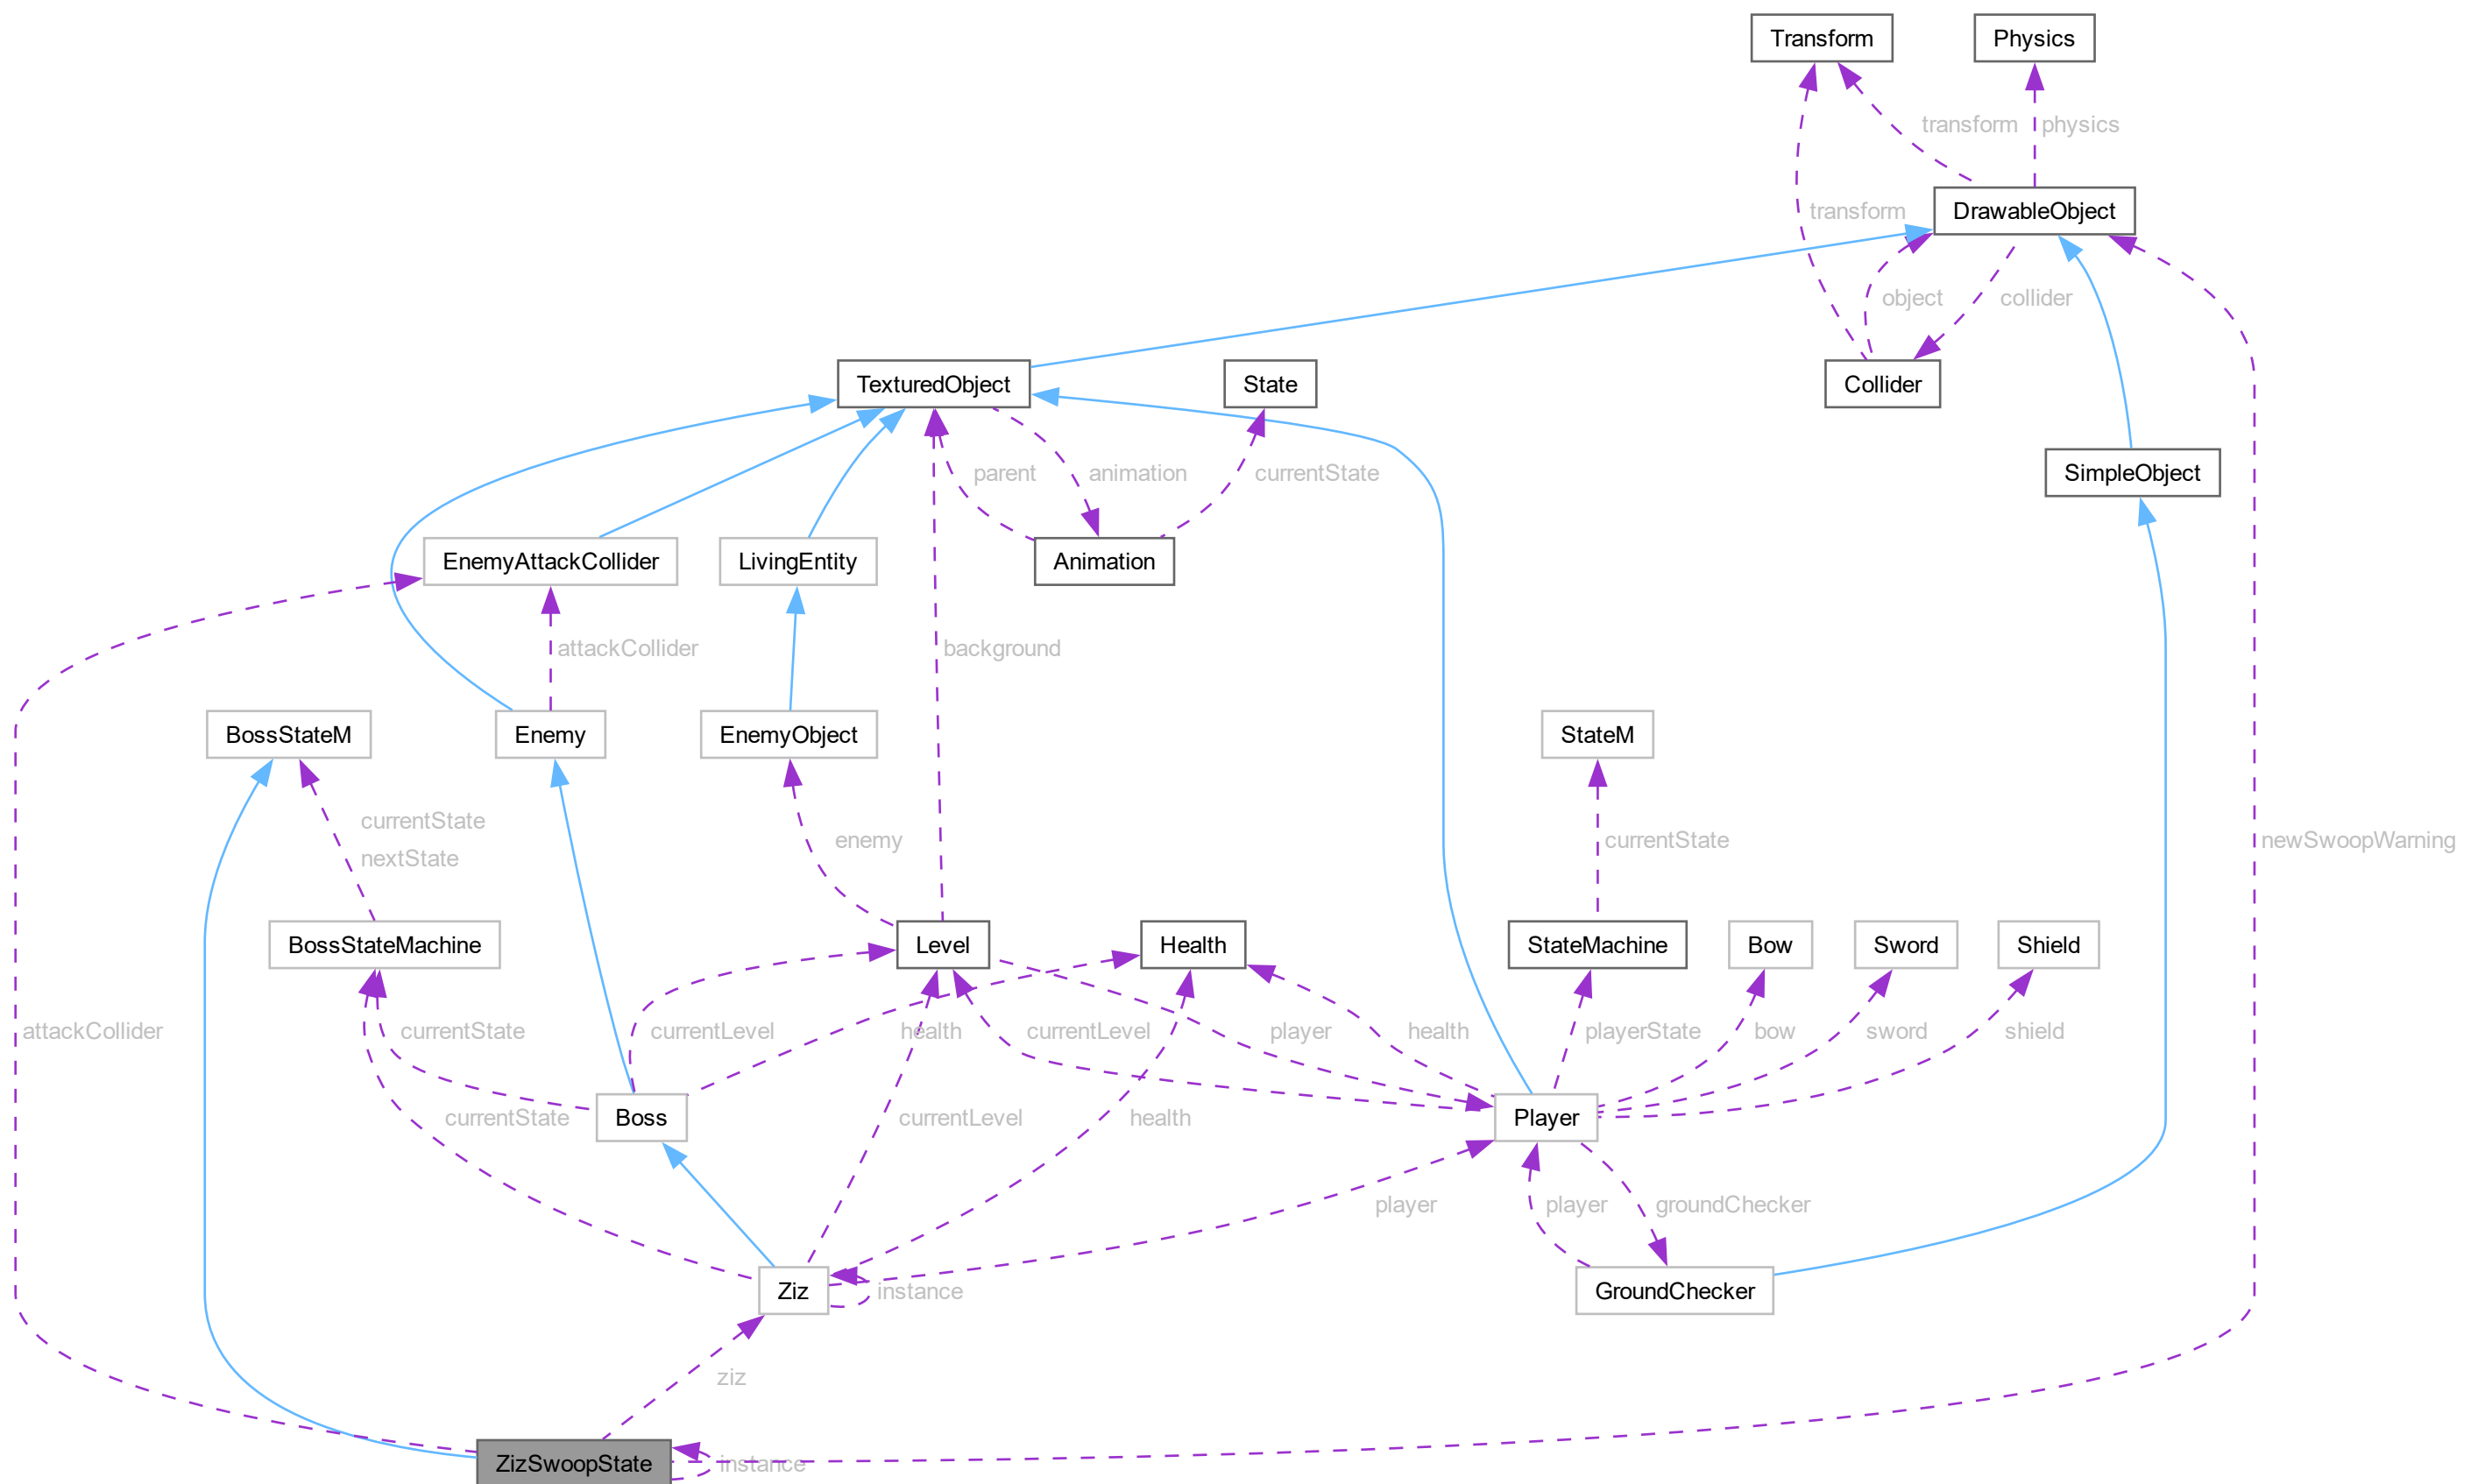 Transform
Physics
transform
physics
DrawableObject
transform
object
collider
TexturedObject
State
Collider
parent
animation
currentState
SimpleObject
EnemyAttackCollider
LivingEntity
Animation
attackCollider
background
BossStateM
Enemy
EnemyObject
StateM
currentState
nextState
enemy
currentState
newSwoopWarning
BossStateMachine
Level
Health
StateMachine
Bow
Sword
Shield
attackCollider
currentState
currentLevel
health
currentLevel
player
health
playerState
bow
sword
shield
currentState
Boss
currentLevel
health
Player
player
player
groundChecker
Ziz
instance
GroundChecker
ziz
ZizSwoopState
instance